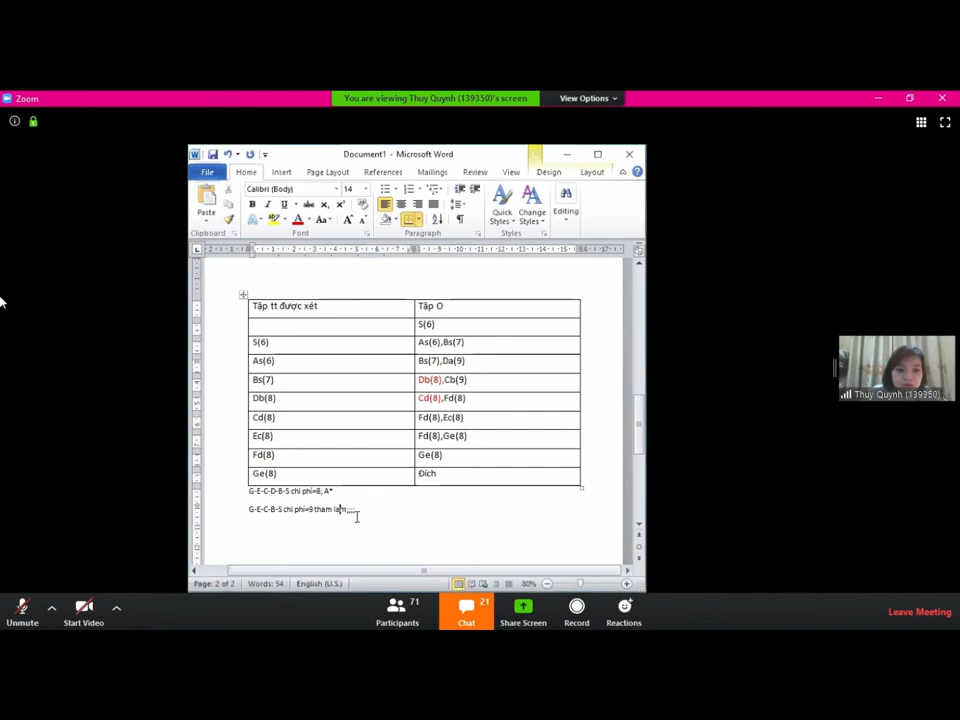 Zoom
You are viewing Thuy Quynh (139350)'s screen View Options
Document1 - Microsoft Word
File Home Insert Page Layout References Mailings Review View Design Layout
Calibri (Body) 14
Paste
B I U abc x₂ x²
A ab A Aa A A
Quick Styles Change Styles Editing
Clipboard Font Paragraph Styles
Tập tt được xét Tập O
S(6)
S(6) As(6),Bs(7)
As(6) Bs(7),Da(9)
Bs(7) Db(8),Cb(9)
Db(8) Cd(8),Fd(8)
Cd(8) Fd(8),Ec(8)
Ec(8) Fd(8),Ge(8)
Fd(8) Ge(8)
Ge(8) Đích
G-E-C-D-B-S chi phí=8; A*
G-E-C-B-S chi phí=9 tham lam;;;;
Thuy Quynh (139350)
Page: 2 of 2 Words: 54 English (U.S.) 80%
71 21
Unmute Start Video Participants Chat Share Screen Record Reactions Leave Meeting